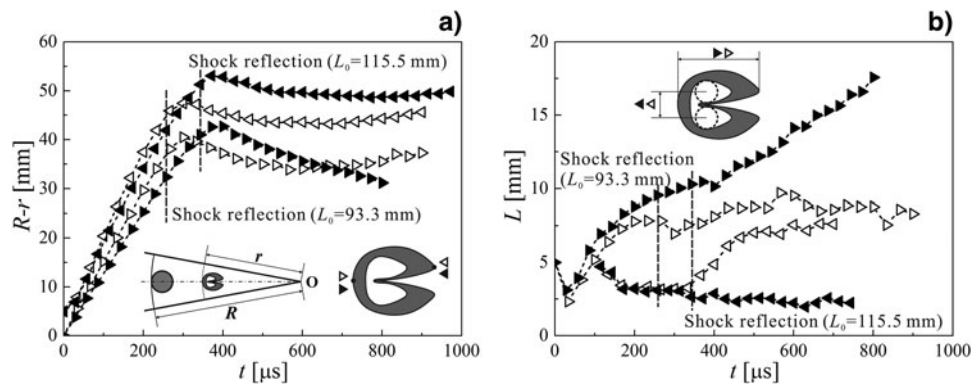 a)
60
50
40
30
20
10
0
R-r [mm]
Shock reflection (L₀=115.5 mm)
Shock reflection (L₀=93.3 mm)
r
O
R
0 200 400 600 800 1000
t [μs]
b)
20
15
10
5
0
L [mm]
Shock reflection
(L₀=93.3 mm)
Shock reflection (L₀=115.5 mm)
0 200 400 600 800 1000
t [μs]